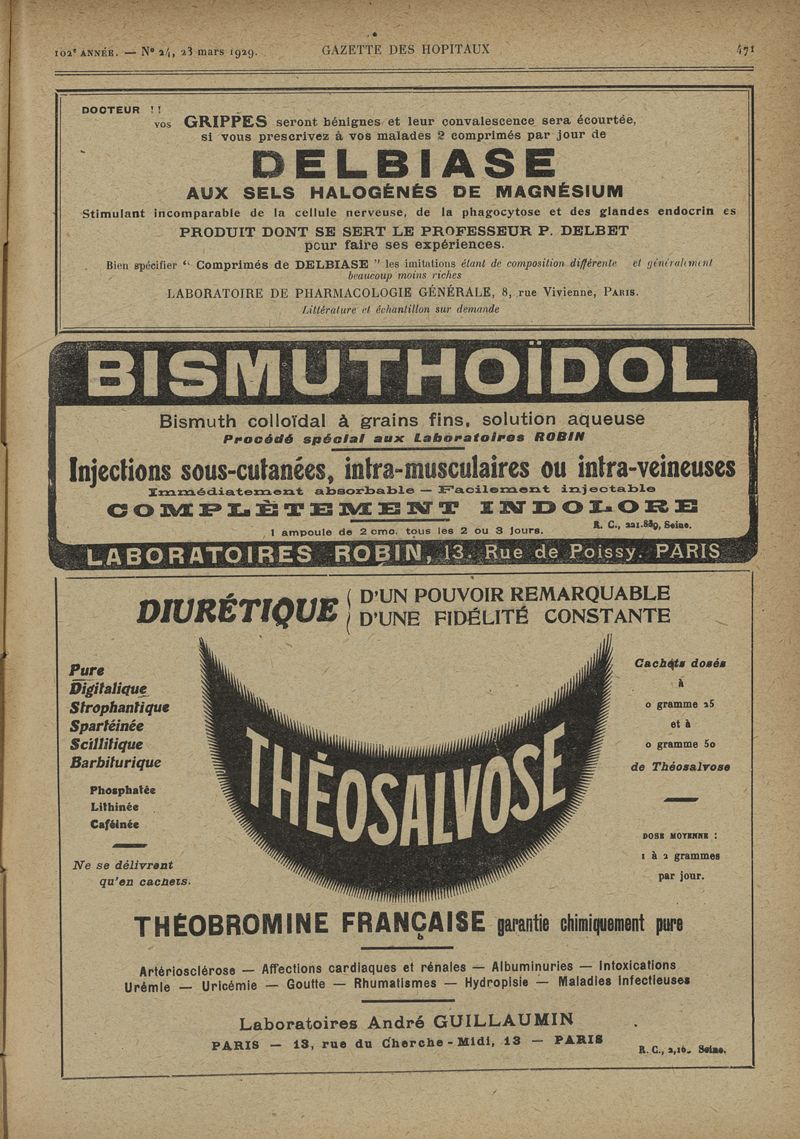 102e ANNÉE. — No 24, 23 mars 1929.
GAZETTE DES HOPITAUX
471
DOCTEUR !!
vos GRIPPES seront bénignes et leur convalescence sera écourtée,
si vous prescrivez à vos malades 2 comprimés par jour de
DELBIASE
AUX SELS HALOGÉNÉS DE MAGNÉSIUM
Stimulant incomparable de la cellule nerveuse, de la phagocytose et des glandes endocrin es
PRODUIT DONT SE SERT LE PROFESSEUR P. DELBET
pour faire ses expériences.
Bien spécifier “ Comprimés de DELBIASE ” les imitations étant de composition différente et généralement
beaucoup moins riches
LABORATOIRE DE PHARMACOLOGIE GÉNÉRALE, 8, rue Vivienne, PARIS.
Littérature et échantillon sur demande
BISMUTHOÏDOL
Bismuth colloïdal à grains fins, solution aqueuse
Procédé spécial aux Laboratoires ROBIN
Injections sous-cutanées, intra-musculaires ou intra-veineuses
Immédiatement absorbable — Facilement injectable
COMPLÈTEMENT INDOLORE
1 ampoule de 2 cmc. tous les 2 ou 3 jours.
R. C., 221.839, Seine.
LABORATOIRES ROBIN, 13, Rue de Poissy. PARIS
DIURÉTIQUE
D'UN POUVOIR REMARQUABLE
D'UNE FIDÉLITÉ CONSTANTE
Pure
Digitalique
Strophantique
Spartéinée
Scillitique
Barbiturique
Phosphatée
Lithinée
Caféinée
Ne se délivrent
qu'en cachets.
THÉOSALVOSE
Cachets dosés
à
0 gramme 25
et à
0 gramme 50
de Théosalvose
DOSE MOYENNE :
1 à 2 grammes
par jour.
THÉOBROMINE FRANÇAISE garantie chimiquement pure
Artériosclérose — Affections cardiaques et rénales — Albuminuries — Intoxications
Urémie — Uricémie — Goutte — Rhumatismes — Hydropisie — Maladies Infectieuses
Laboratoires André GUILLAUMIN
PARIS — 13, rue du Cherche-Midi, 13 — PARIS
R. C., Seine.